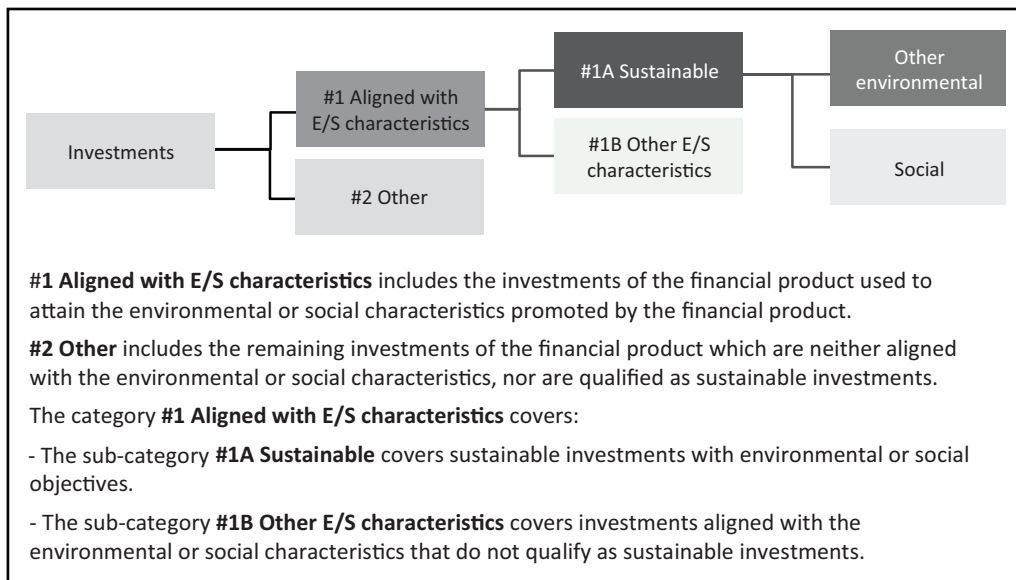 Investments
#1 Aligned with
E/S characteristics
#2 Other
#1A Sustainable
#1B Other E/S
characteristics
Other
environmental
Social
#1 Aligned with E/S characteristics includes the investments of the financial product used to
attain the environmental or social characteristics promoted by the financial product.
#2 Other includes the remaining investments of the financial product which are neither aligned
with the environmental or social characteristics, nor are qualified as sustainable investments.
The category #1 Aligned with E/S characteristics covers:
- The sub-category #1A Sustainable covers sustainable investments with environmental or social
objectives.
- The sub-category #1B Other E/S characteristics covers investments aligned with the
environmental or social characteristics that do not qualify as sustainable investments.